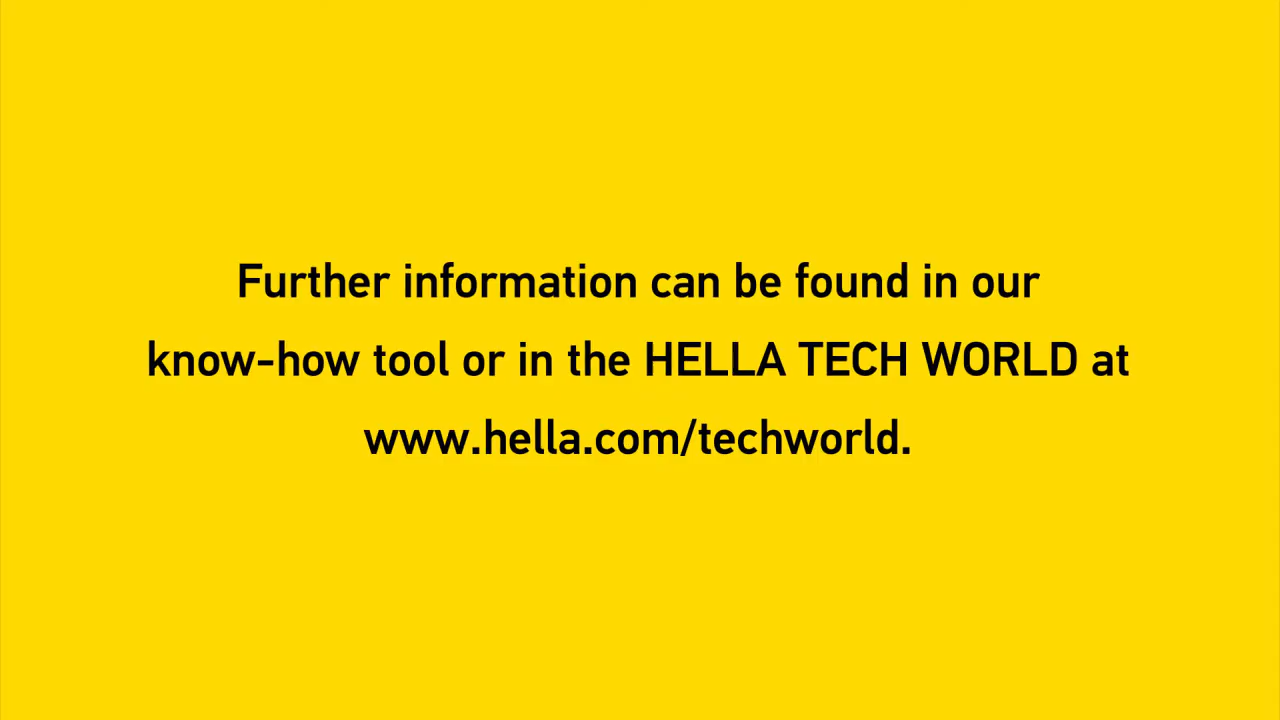 Further information can be found in our
know-how tool or in the HELLA TECH WORLD at
www.hella.com/techworld.